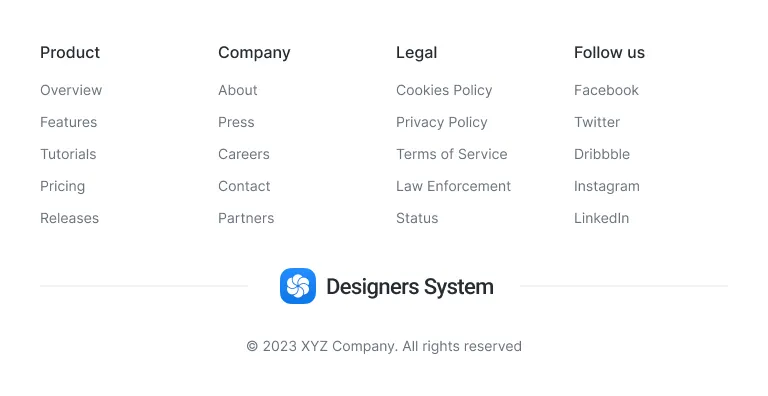 Product
Overview
Features
Tutorials
Pricing
Releases
Company
About
Press
Careers
Contact
Partners
Legal
Cookies Policy
Privacy Policy
Terms of Service
Law Enforcement
Status
Follow us
Facebook
Twitter
Dribbble
Instagram
LinkedIn
Designers System
© 2023 XYZ Company. All rights reserved